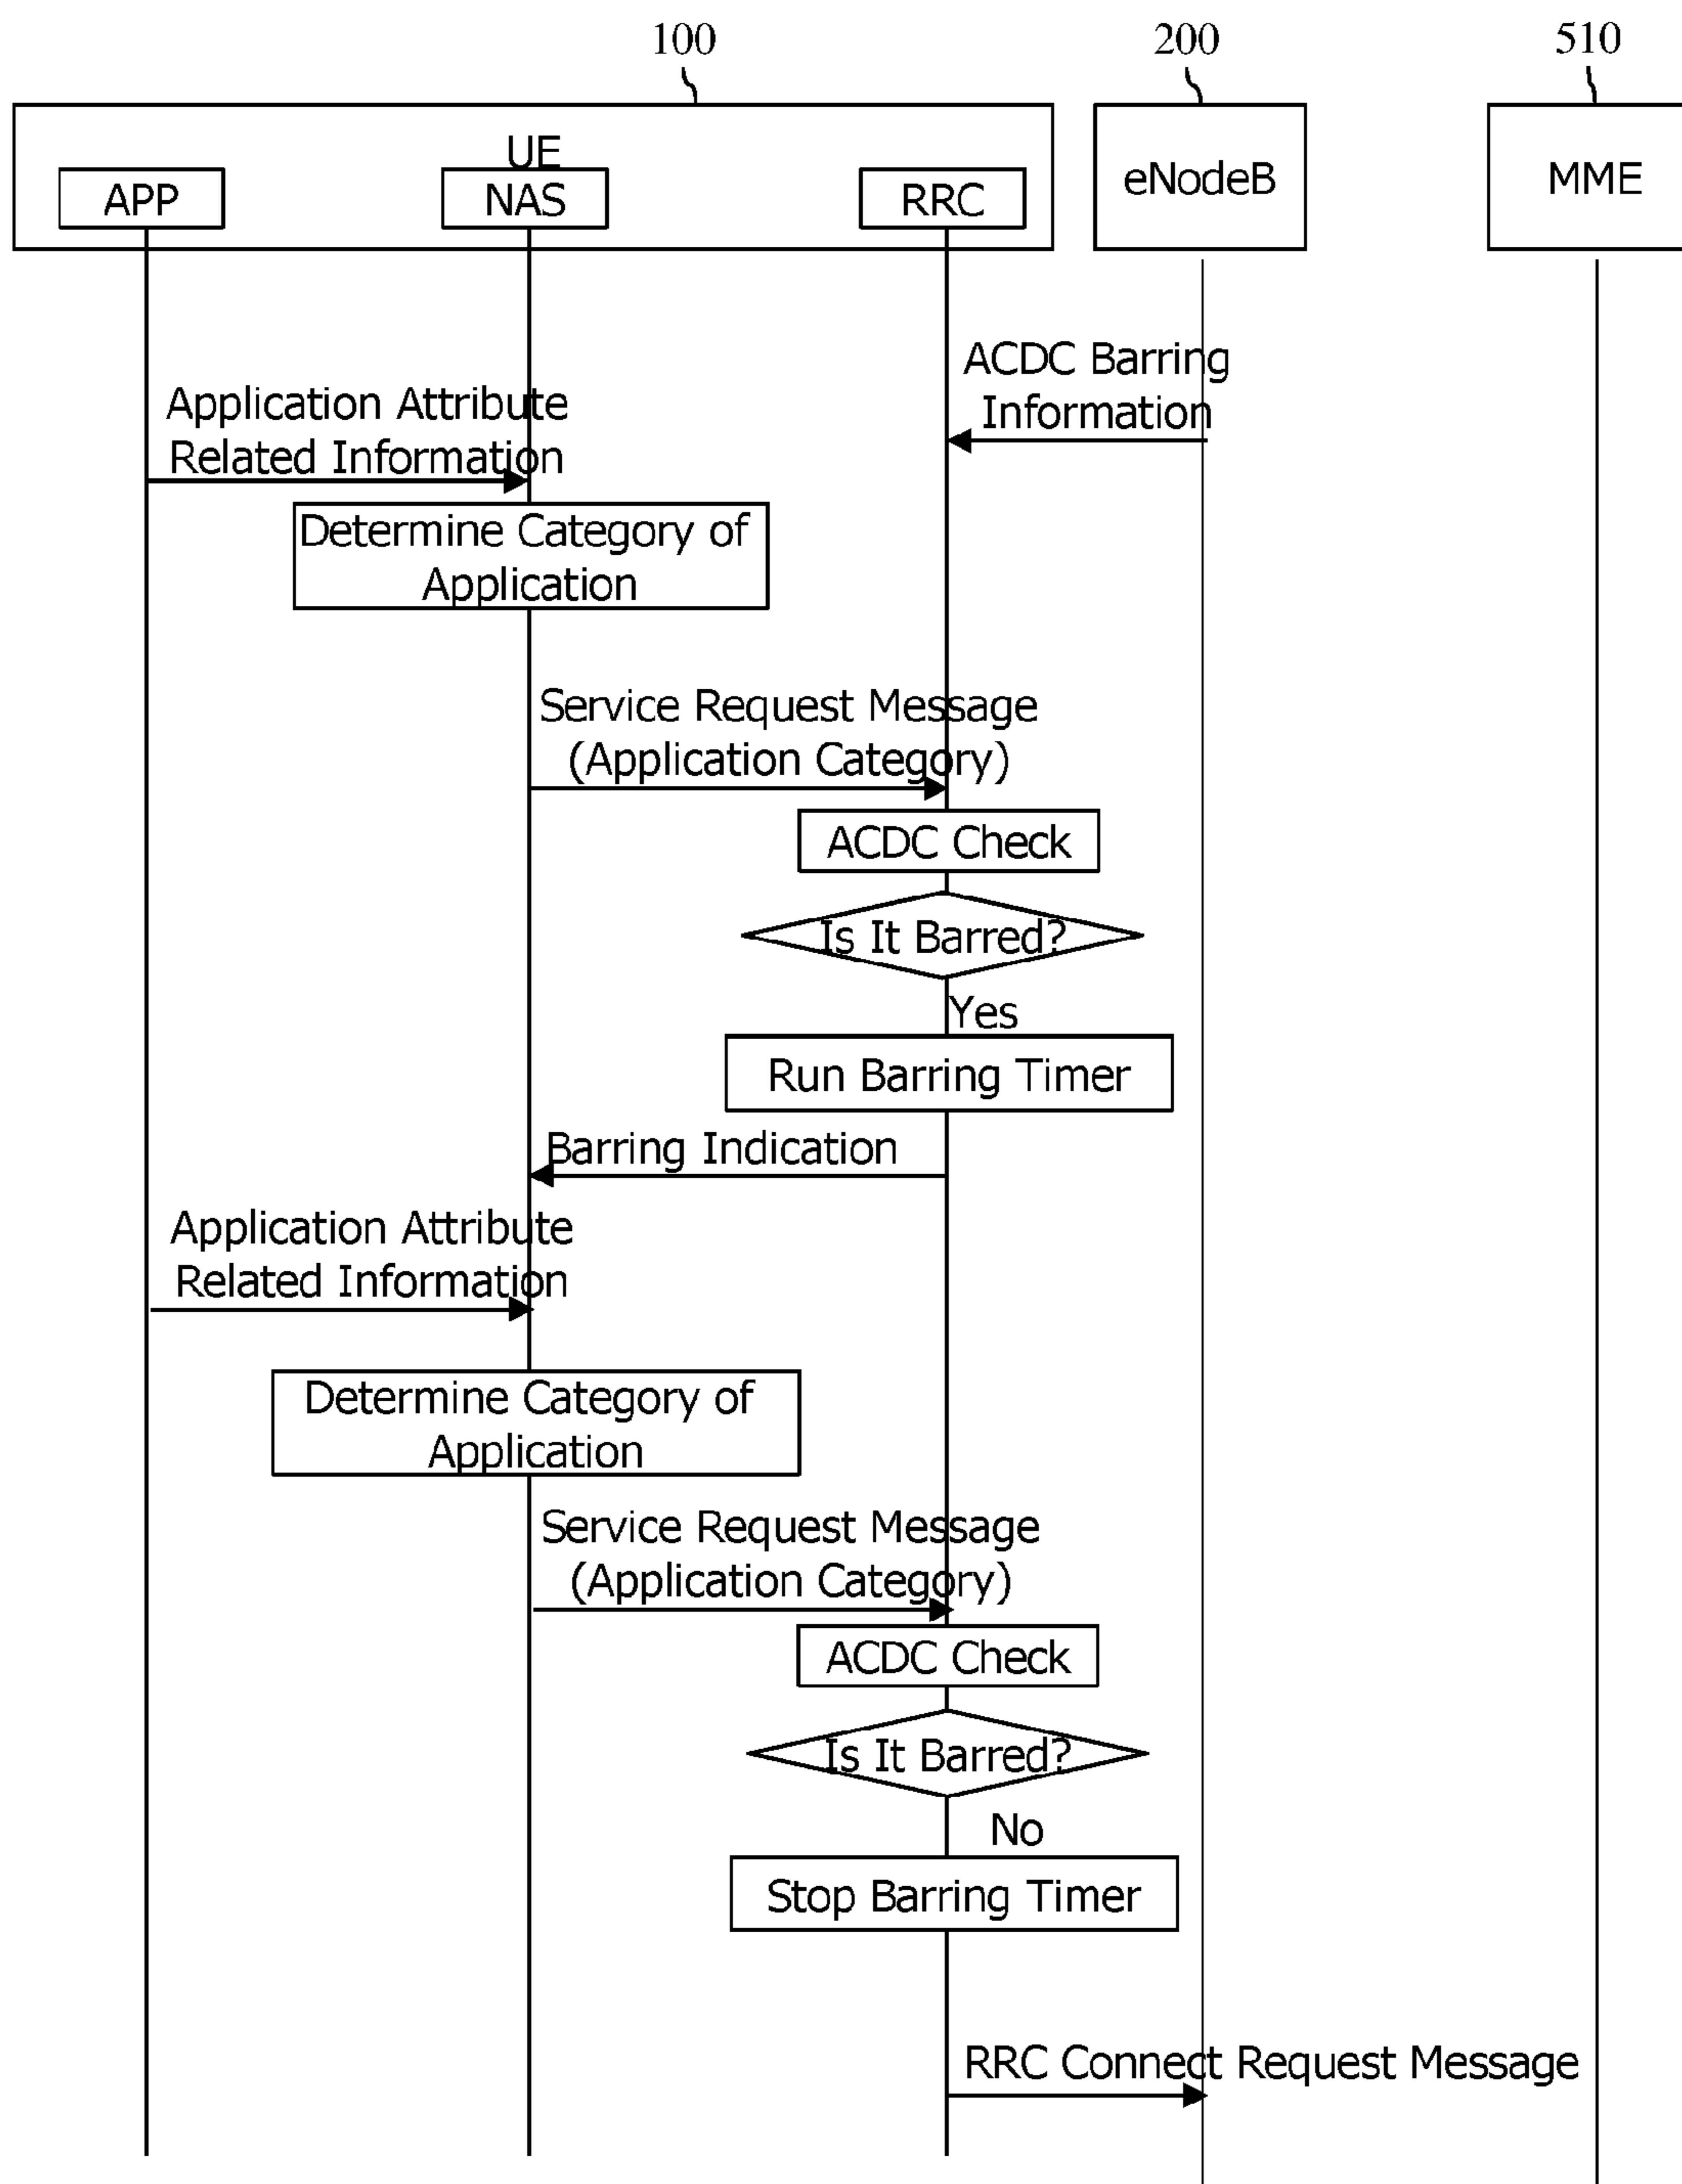 100
200
510
UE
APP
NAS
RRC
eNodeB
MME
ACDC Barring
Information
Application Attribute
Related Information
Determine Category of
Application
Service Request Message
(Application Category)
ACDC Check
Is It Barred?
Yes
Run Barring Timer
Barring Indication
Application Attribute
Related Information
Determine Category of
Application
Service Request Message
(Application Category)
ACDC Check
Is It Barred?
No
Stop Barring Timer
RRC Connect Request Message